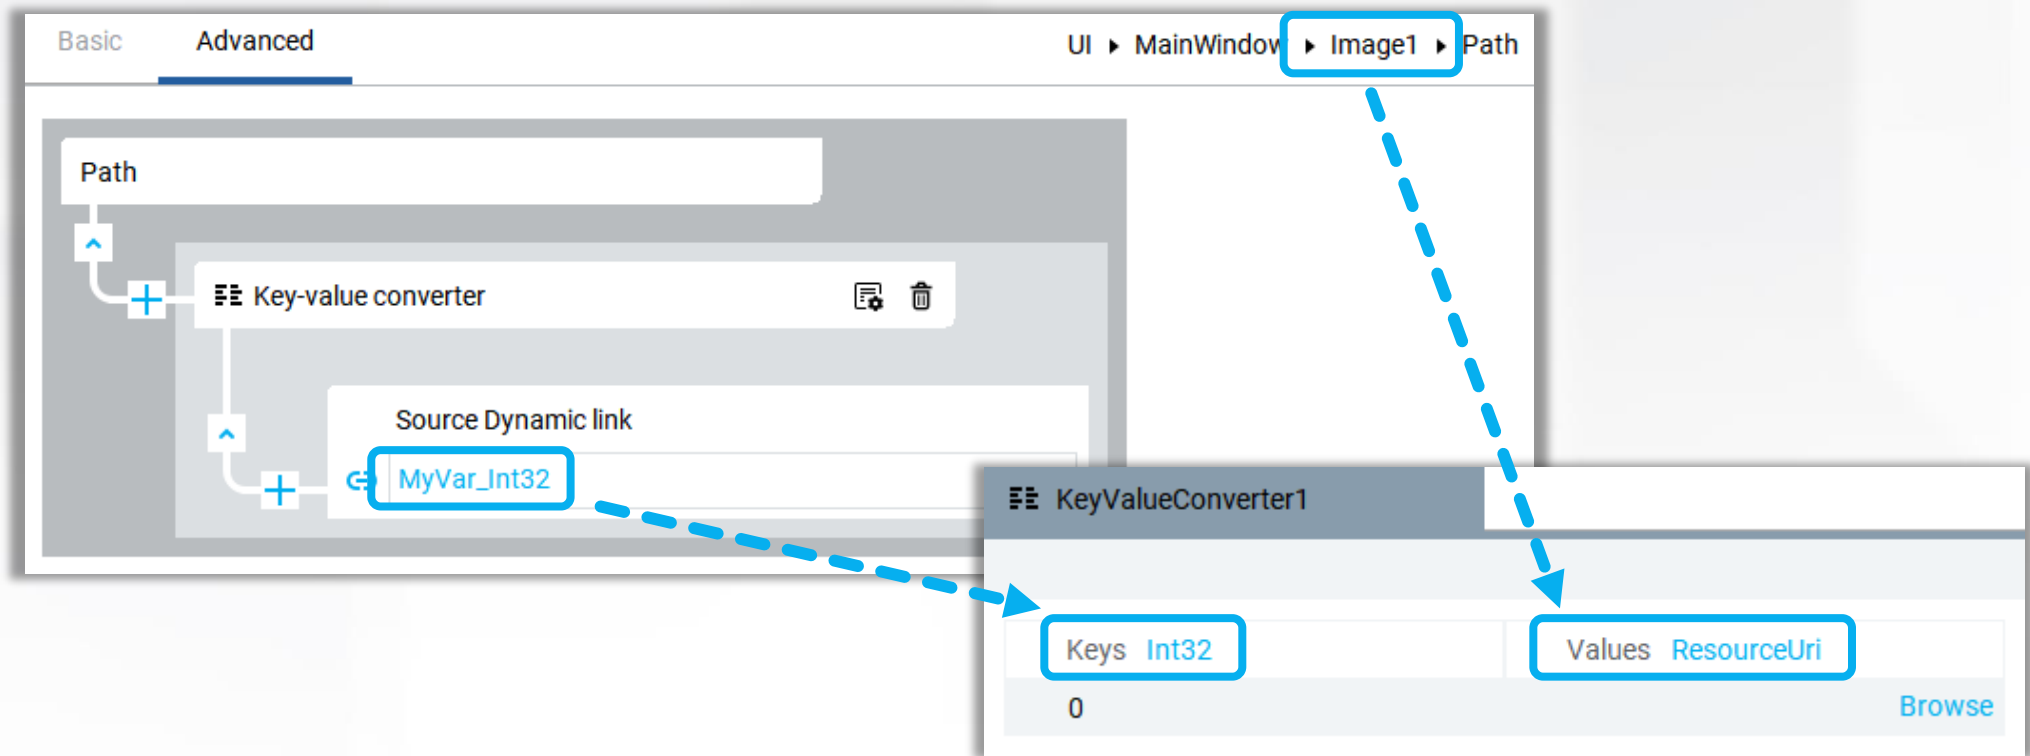 Basic Advanced UI MainWindow Image1 Path
Path
Key-value converter
Source Dynamic link
MyVar_Int32
KeyValueConverter1
Keys Int32 Values ResourceUri
0 Browse